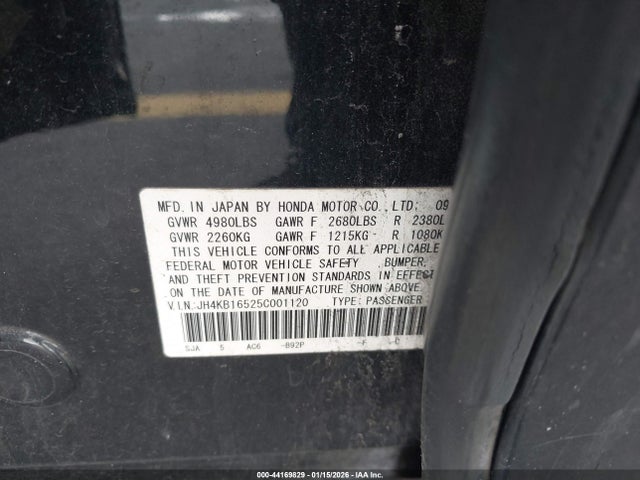 MFD. IN JAPAN BY HONDA MOTOR CO., LTD: 09
GVWR 4980LBS GAWR F 2680LBS R 2380L
GVWR 2260KG GAWR F 1215KG R 1080K
THIS VEHICLE CONFORMS TO ALL APPLICABLE
FEDERAL MOTOR VEHICLE SAFETY BUMPER,
AND THEFT PREVENTION STANDARDS IN EFFECT
ON THE DATE OF MANUFACTURE SHOWN ABOVE.
V.I.N.:JH4KB16525C001120 TYPE: PASSENGER
SJA 5 AC6 -B92P -F -C
000-44169829 - 01/15/2026 - IAA Inc.